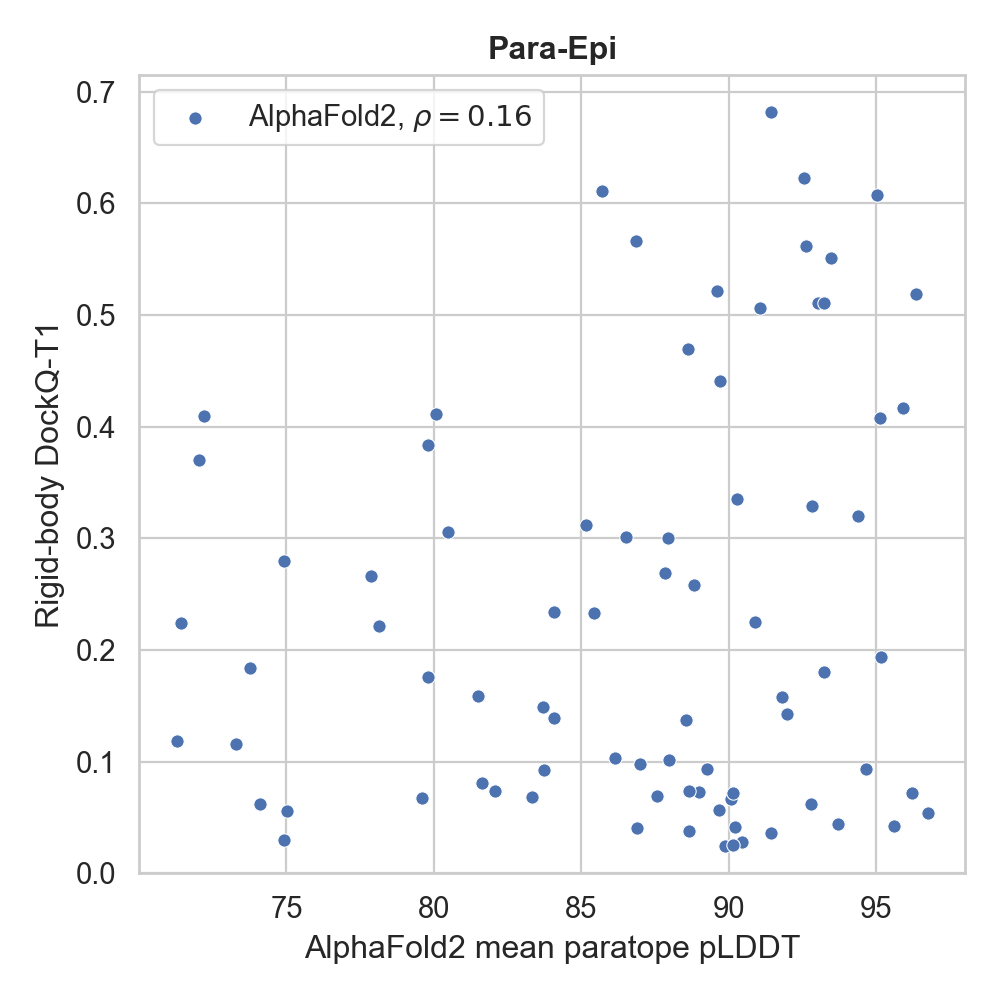 Para-Epi
AlphaFold2, ρ = 0.16
Rigid-body DockQ-T1
0.7
0.6
0.5
0.4
0.3
0.2
0.1
0.0
75 80 85 90 95
AlphaFold2 mean paratope pLDDT